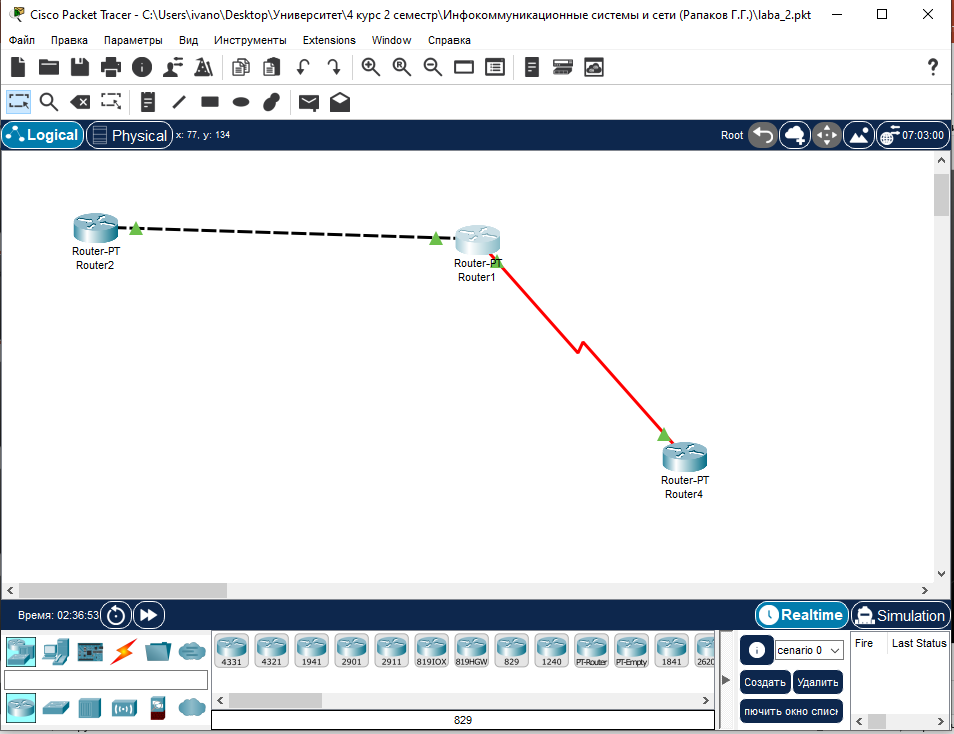 Cisco Packet Tracer - C:\Users\ivano\Desktop\Университет\4 курс 2 семестр\Инфокоммуникационные системы и сети (Рапаков Г.Г.)\laba_2.pkt
Файл Правка Параметры Вид Инструменты Extensions Window Справка
?
Logical Physical x: 77, y: 134 Root 07:03:00
Router-PT
Router2
Router-PT
Router1
Router-PT
Router4
Время: 02:36:53 Realtime Simulation
4331 4321 1941 2901 2911 819IOX 819HGW 829 1240 PT-Router PT-Empty 1841 2620
829
cenario 0
Создать Удалить
лючить окно списк
Fire Last Status